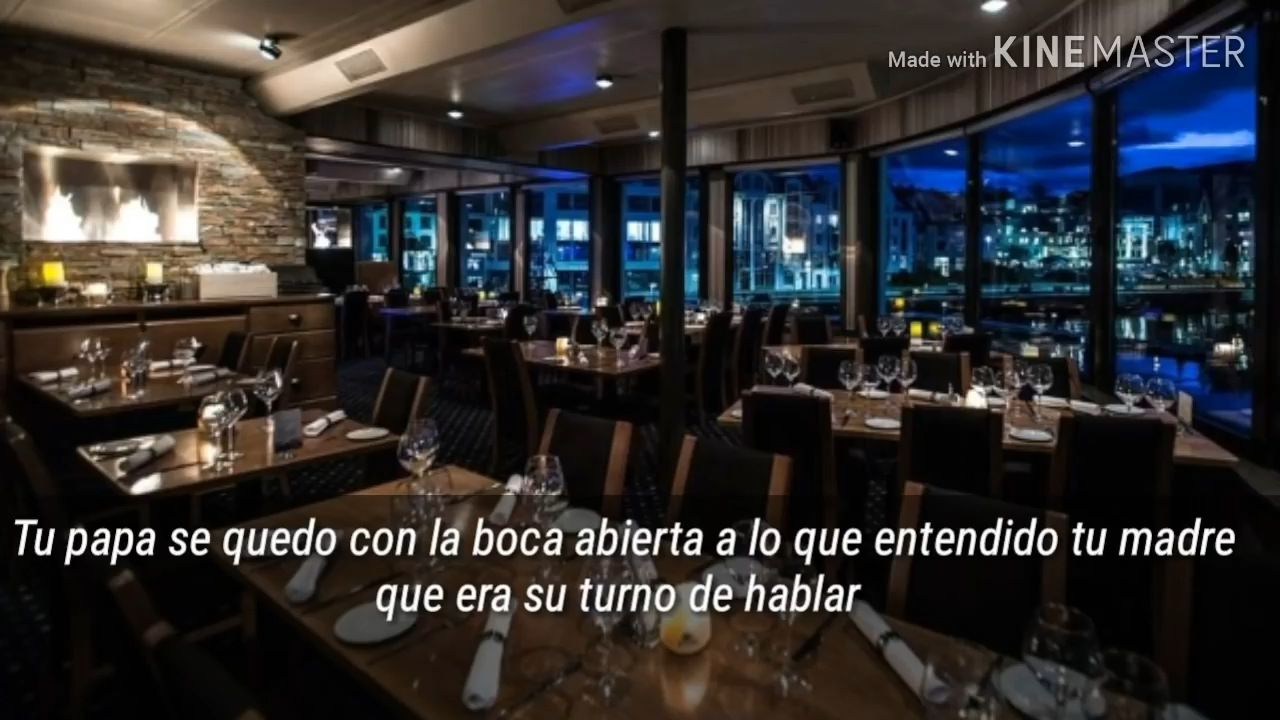 Made with KINEMASTER
Tu papa se quedo con la boca abierta a lo que entendido tu madre
que era su turno de hablar